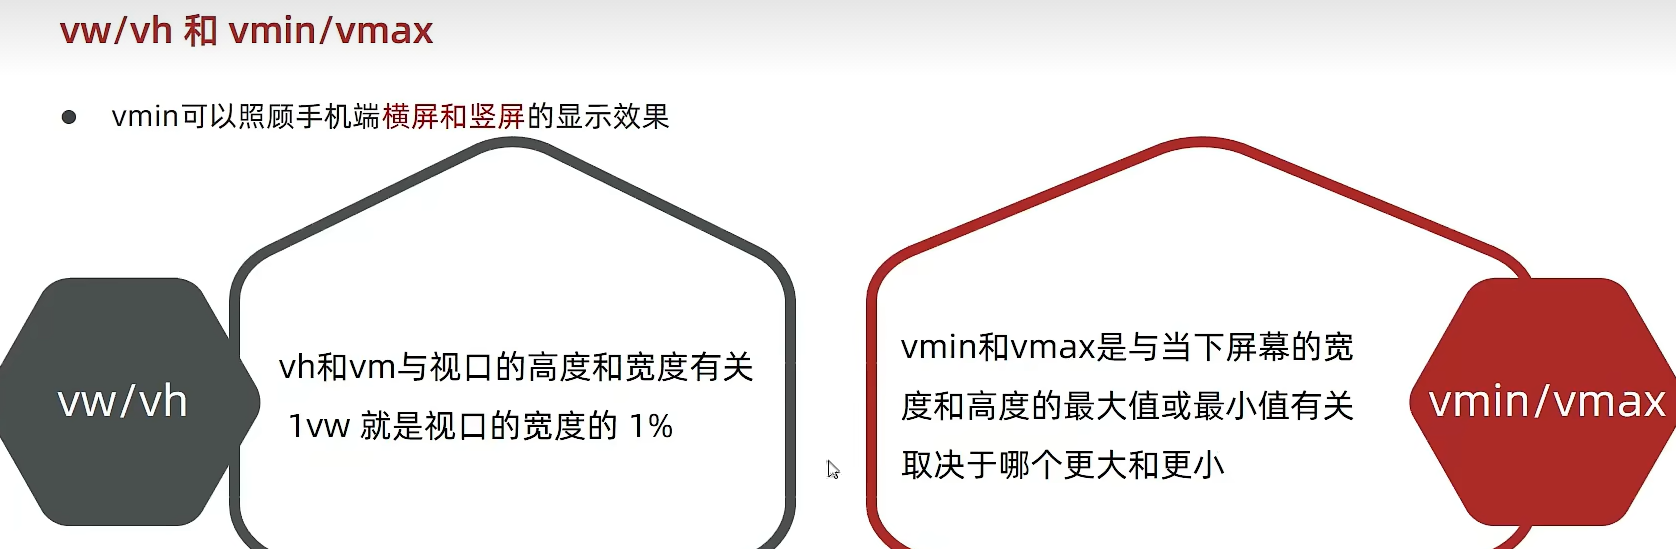 vw/vh 和 vmin/vmax
vmin可以照顾手机端横屏和竖屏的显示效果
vw/vh
vh和vm与视口的高度和宽度有关
1vw 就是视口的宽度的 1%
vmin和vmax是与当下屏幕的宽
度和高度的最大值或最小值有关
取决于哪个更大和更小
vmin/vmax